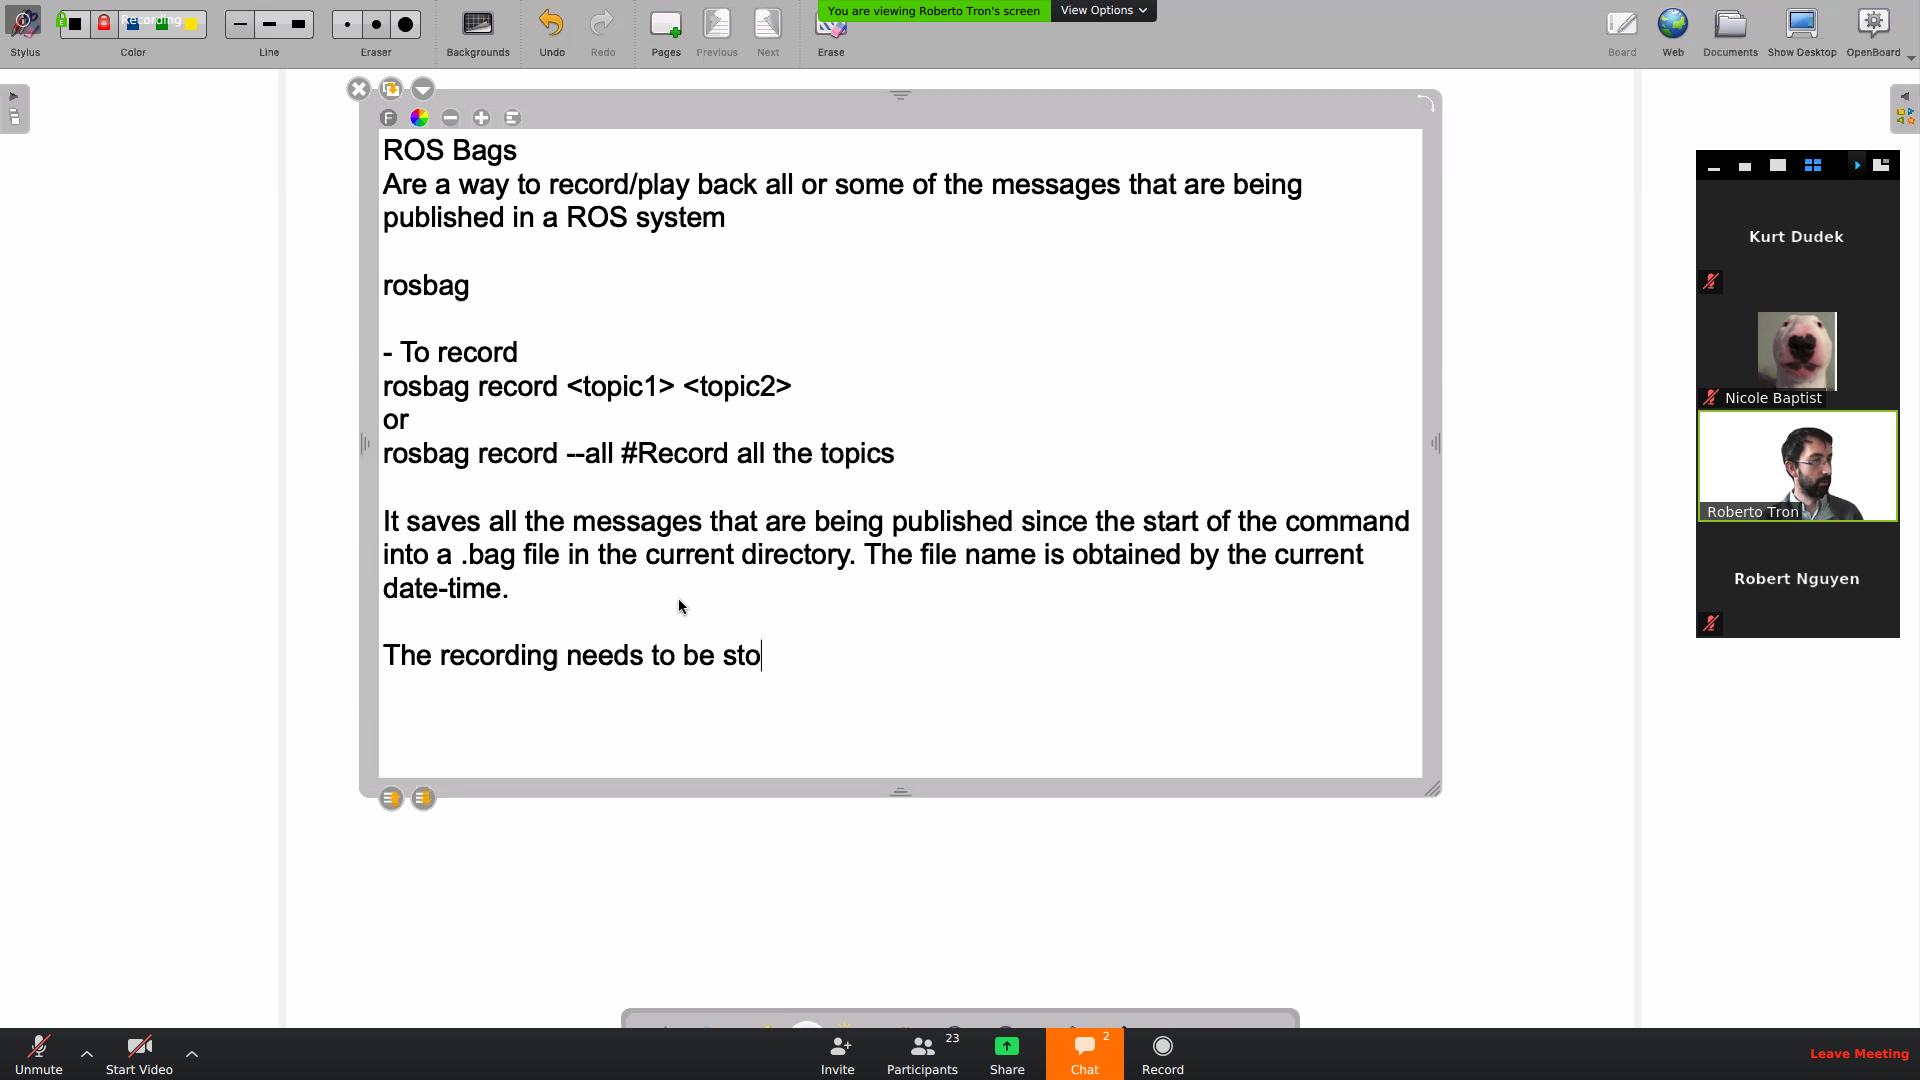 Recording
You are viewing Roberto Tron's screen
View Options
Stylus
Color
Line
Eraser
Backgrounds
Undo
Redo
Pages
Previous
Next
Erase
Board
Web
Documents
Show Desktop
OpenBoard
F
ROS Bags
Are a way to record/play back all or some of the messages that are being
published in a ROS system
rosbag
- To record
rosbag record <topic1> <topic2>
or
rosbag record --all #Record all the topics
It saves all the messages that are being published since the start of the command
into a .bag file in the current directory. The file name is obtained by the current
date-time.
The recording needs to be sto
Kurt Dudek
Nicole Baptist
Roberto Tron
Robert Nguyen
Unmute
Start Video
Invite
23
Participants
Share
2
Chat
Record
Leave Meeting